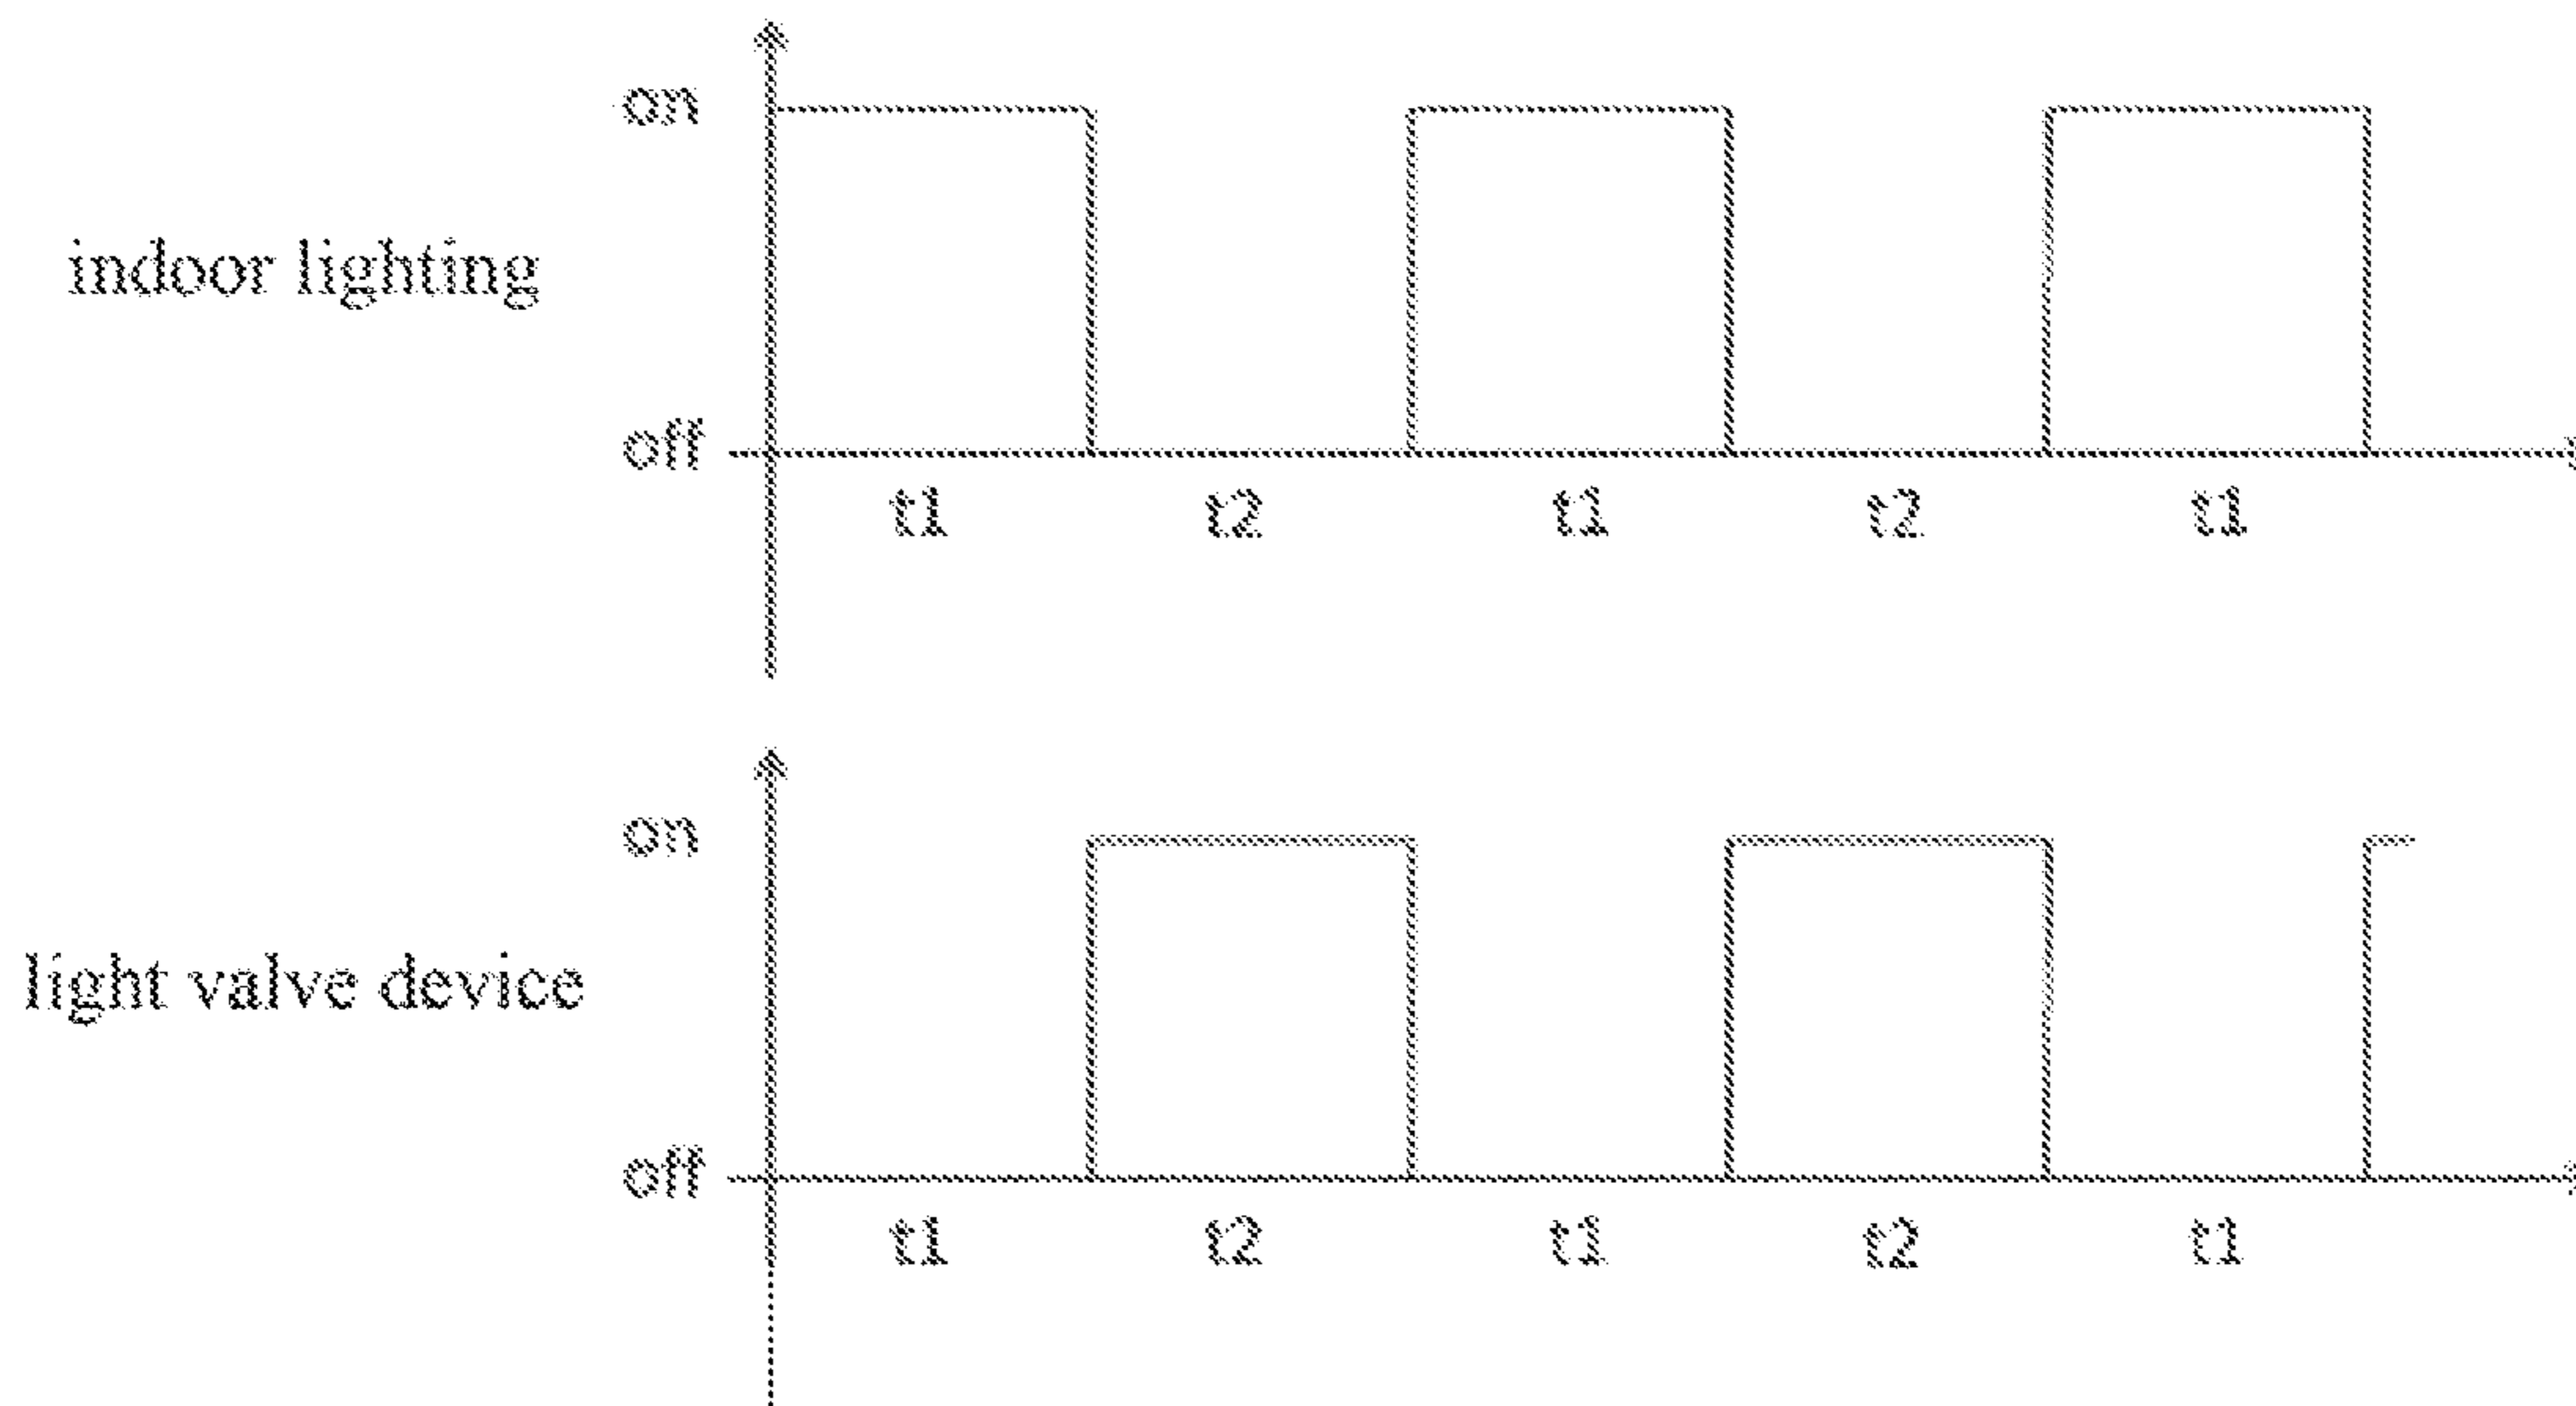 on
indoor lighting
off
t1 t2 t1 t2 t1
on
light valve device
off
t1 t2 t1 t2 t1